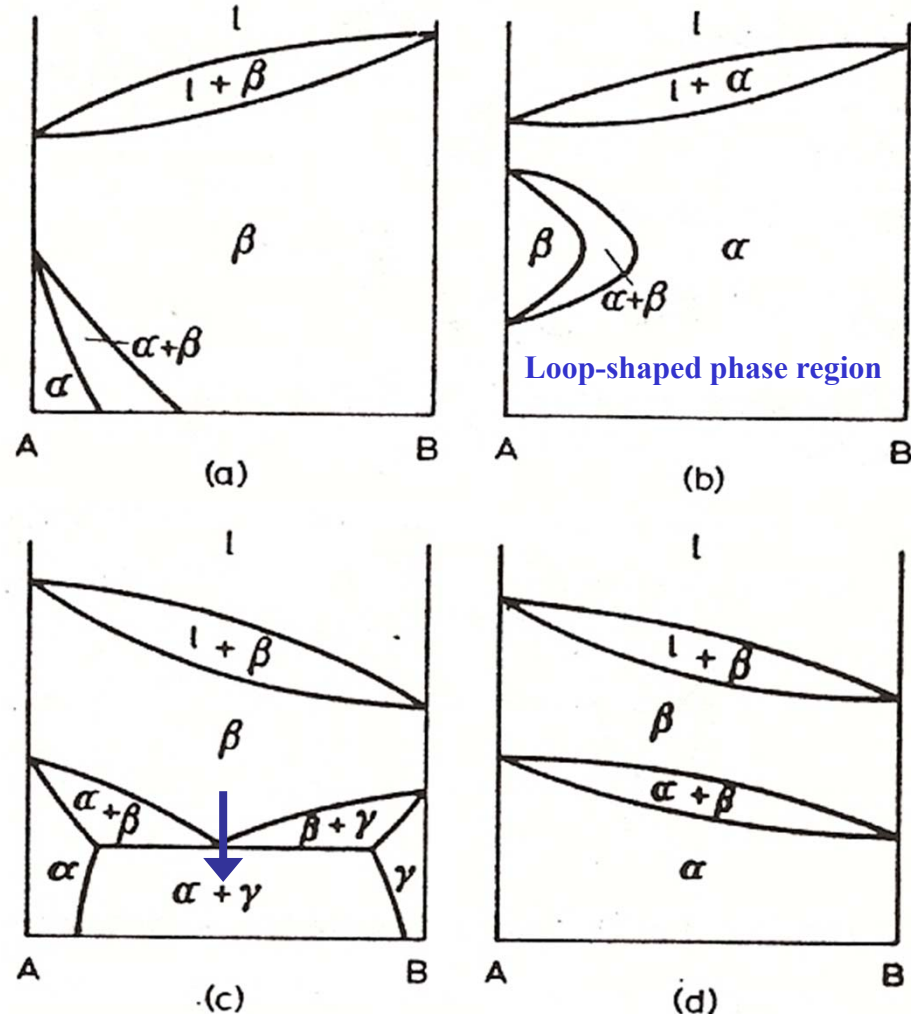 l
l + β
β
α+β
α
A
B
(a)
l
l + α
β
α
α+β
Loop-shaped phase region
A
B
(b)
l
l + β
β
α+β
β + γ
α
γ
α + γ
A
B
(c)
l
l + β
β
α + β
α
A
B
(d)